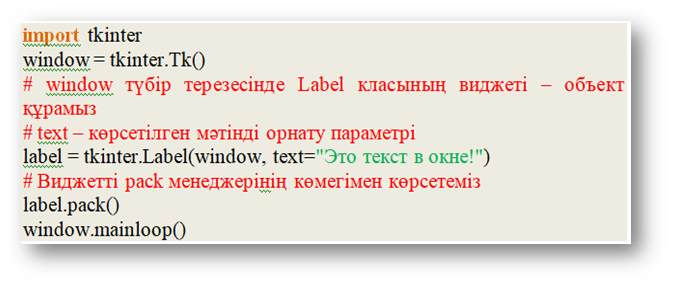 import tkinter
window = tkinter.Tk()
# window түбір терезесінде Label класының виджеті – объект
құрамыз
# text – көрсетілген мәтінді орнату параметрі
label = tkinter.Label(window, text="Это текст в окне!")
# Виджетті pack менеджерінің көмегімен көрсетеміз
label.pack()
window.mainloop()